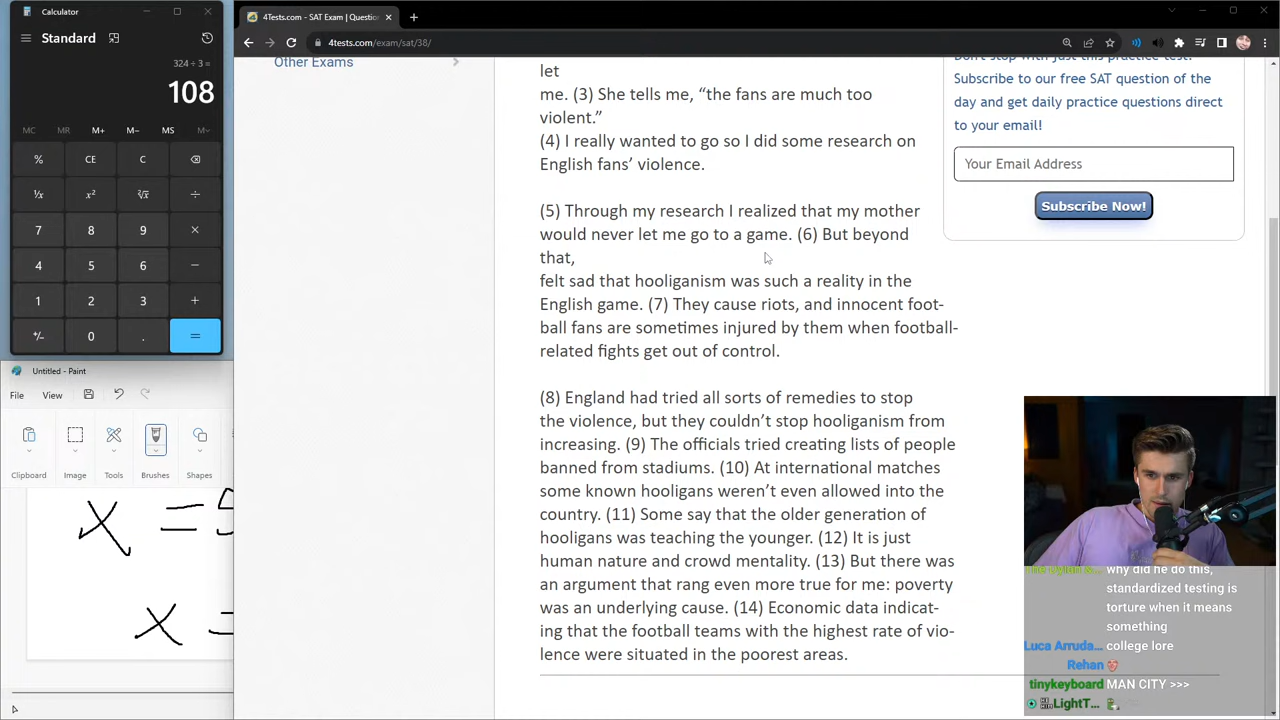 Calculator
Standard
324 ÷ 3 =
108
MC MR M+ M− MS M˅
% CE C
¹/x x² ²√x ÷
7 8 9 ×
4 5 6 −
1 2 3 +
+/− 0 . =
Untitled - Paint
File View
Clipboard Image Tools Brushes Shapes
x = 5
x =
4Tests.com - SAT Exam | Question
4tests.com/exam/sat/38/
Other Exams
let
me. (3) She tells me, “the fans are much too
violent.”
(4) I really wanted to go so I did some research on
English fans’ violence.
(5) Through my research I realized that my mother
would never let me go to a game. (6) But beyond
that,
felt sad that hooliganism was such a reality in the
English game. (7) They cause riots, and innocent foot-
ball fans are sometimes injured by them when football-
related fights get out of control.
(8) England had tried all sorts of remedies to stop
the violence, but they couldn’t stop hooliganism from
increasing. (9) The officials tried creating lists of people
banned from stadiums. (10) At international matches
some known hooligans weren’t even allowed into the
country. (11) Some say that the older generation of
hooligans was teaching the younger. (12) It is just
human nature and crowd mentality. (13) But there was
an argument that rang even more true for me: poverty
was an underlying cause. (14) Economic data indicat-
ing that the football teams with the highest rate of vio-
lence were situated in the poorest areas.
Don't stop with just this practice test!
Subscribe to our free SAT question of the
day and get daily practice questions direct
to your email!
Your Email Address
Subscribe Now!
why did he do this,
standardized testing is
torture when it means
something
Luca Arruda... college lore
Rehan
tinykeyboard MAN CITY >>>
LightT...